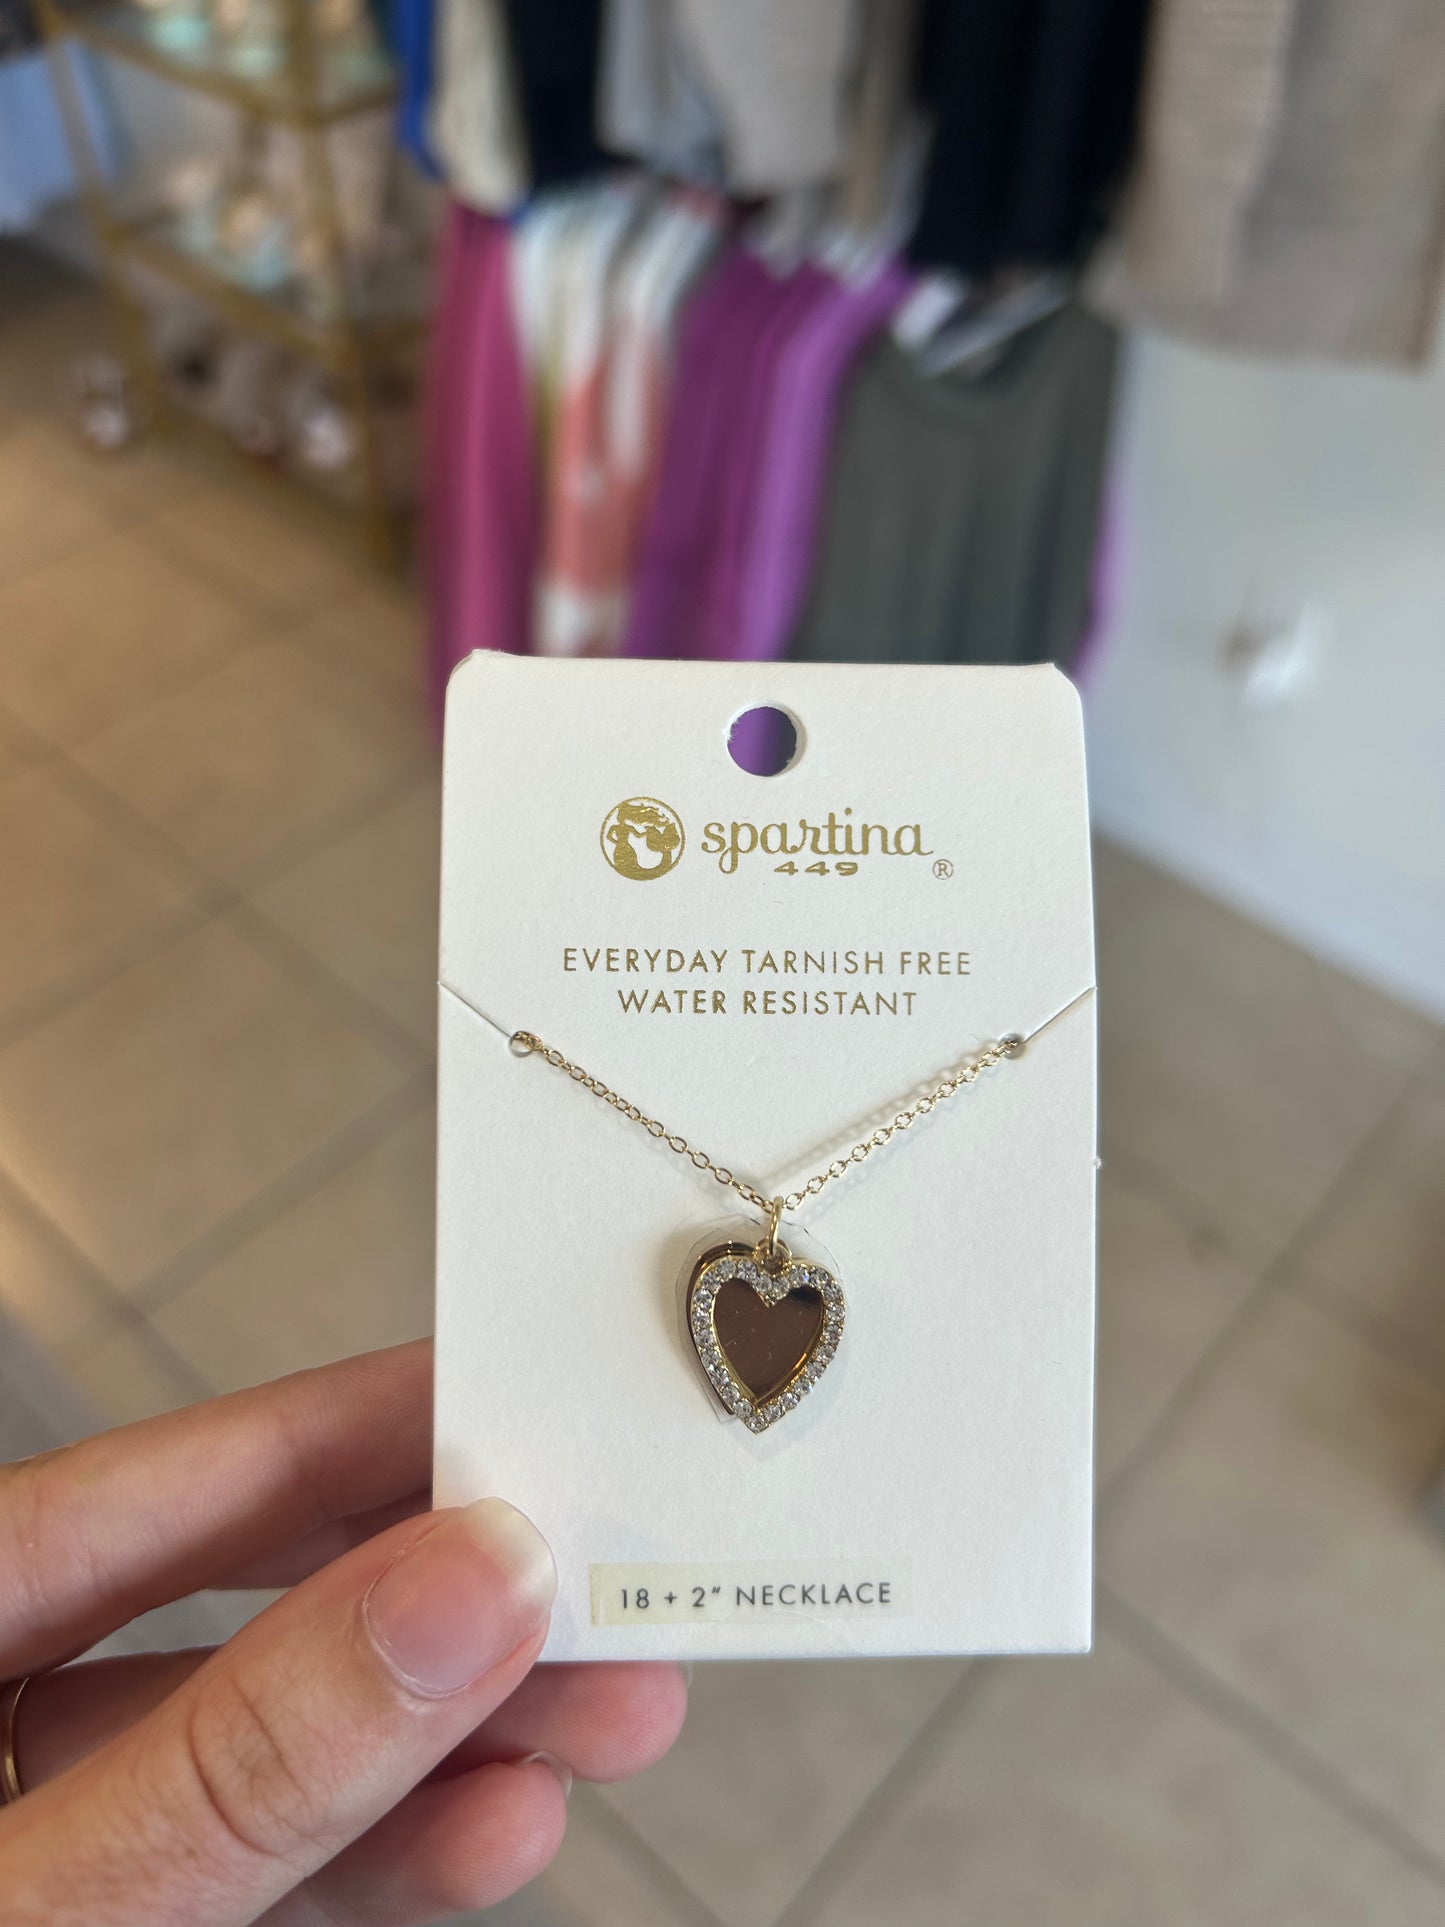 spartina
449 ®
EVERYDAY TARNISH FREE
WATER RESISTANT
18 + 2" NECKLACE